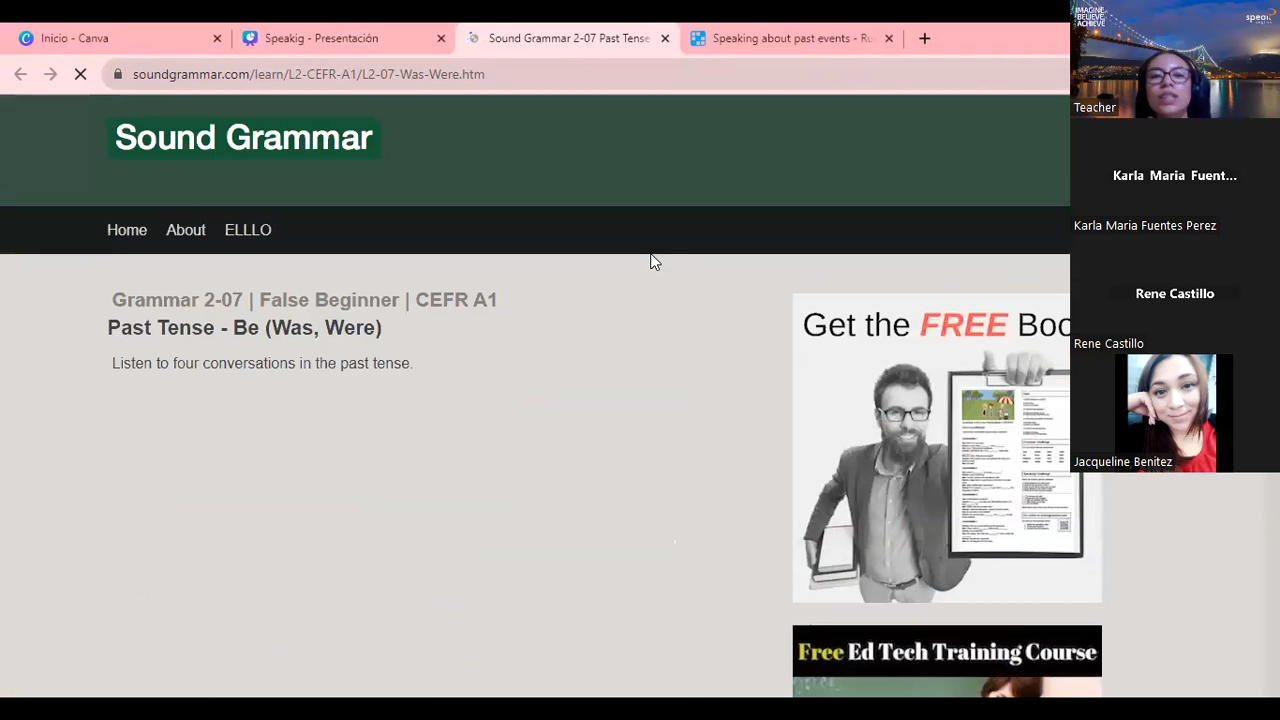 Inicio - Canva
Speakig - Presentación
Sound Grammar 2-07 Past Tense
Speaking about past events - Ru
soundgrammar.com/learn/L2-CEFR-A1/L2-07-Was-Were.htm
Sound Grammar
Home About ELLLO
Grammar 2-07 | False Beginner | CEFR A1
Past Tense - Be (Was, Were)
Listen to four conversations in the past tense.
Get the FREE Boo
Free Ed Tech Training Course
IMAGINE
BELIEVE
ACHIEVE
speak
Teacher
Karla Maria Fuent...
Karla Maria Fuentes Perez
Rene Castillo
Rene Castillo
Jacqueline Benitez